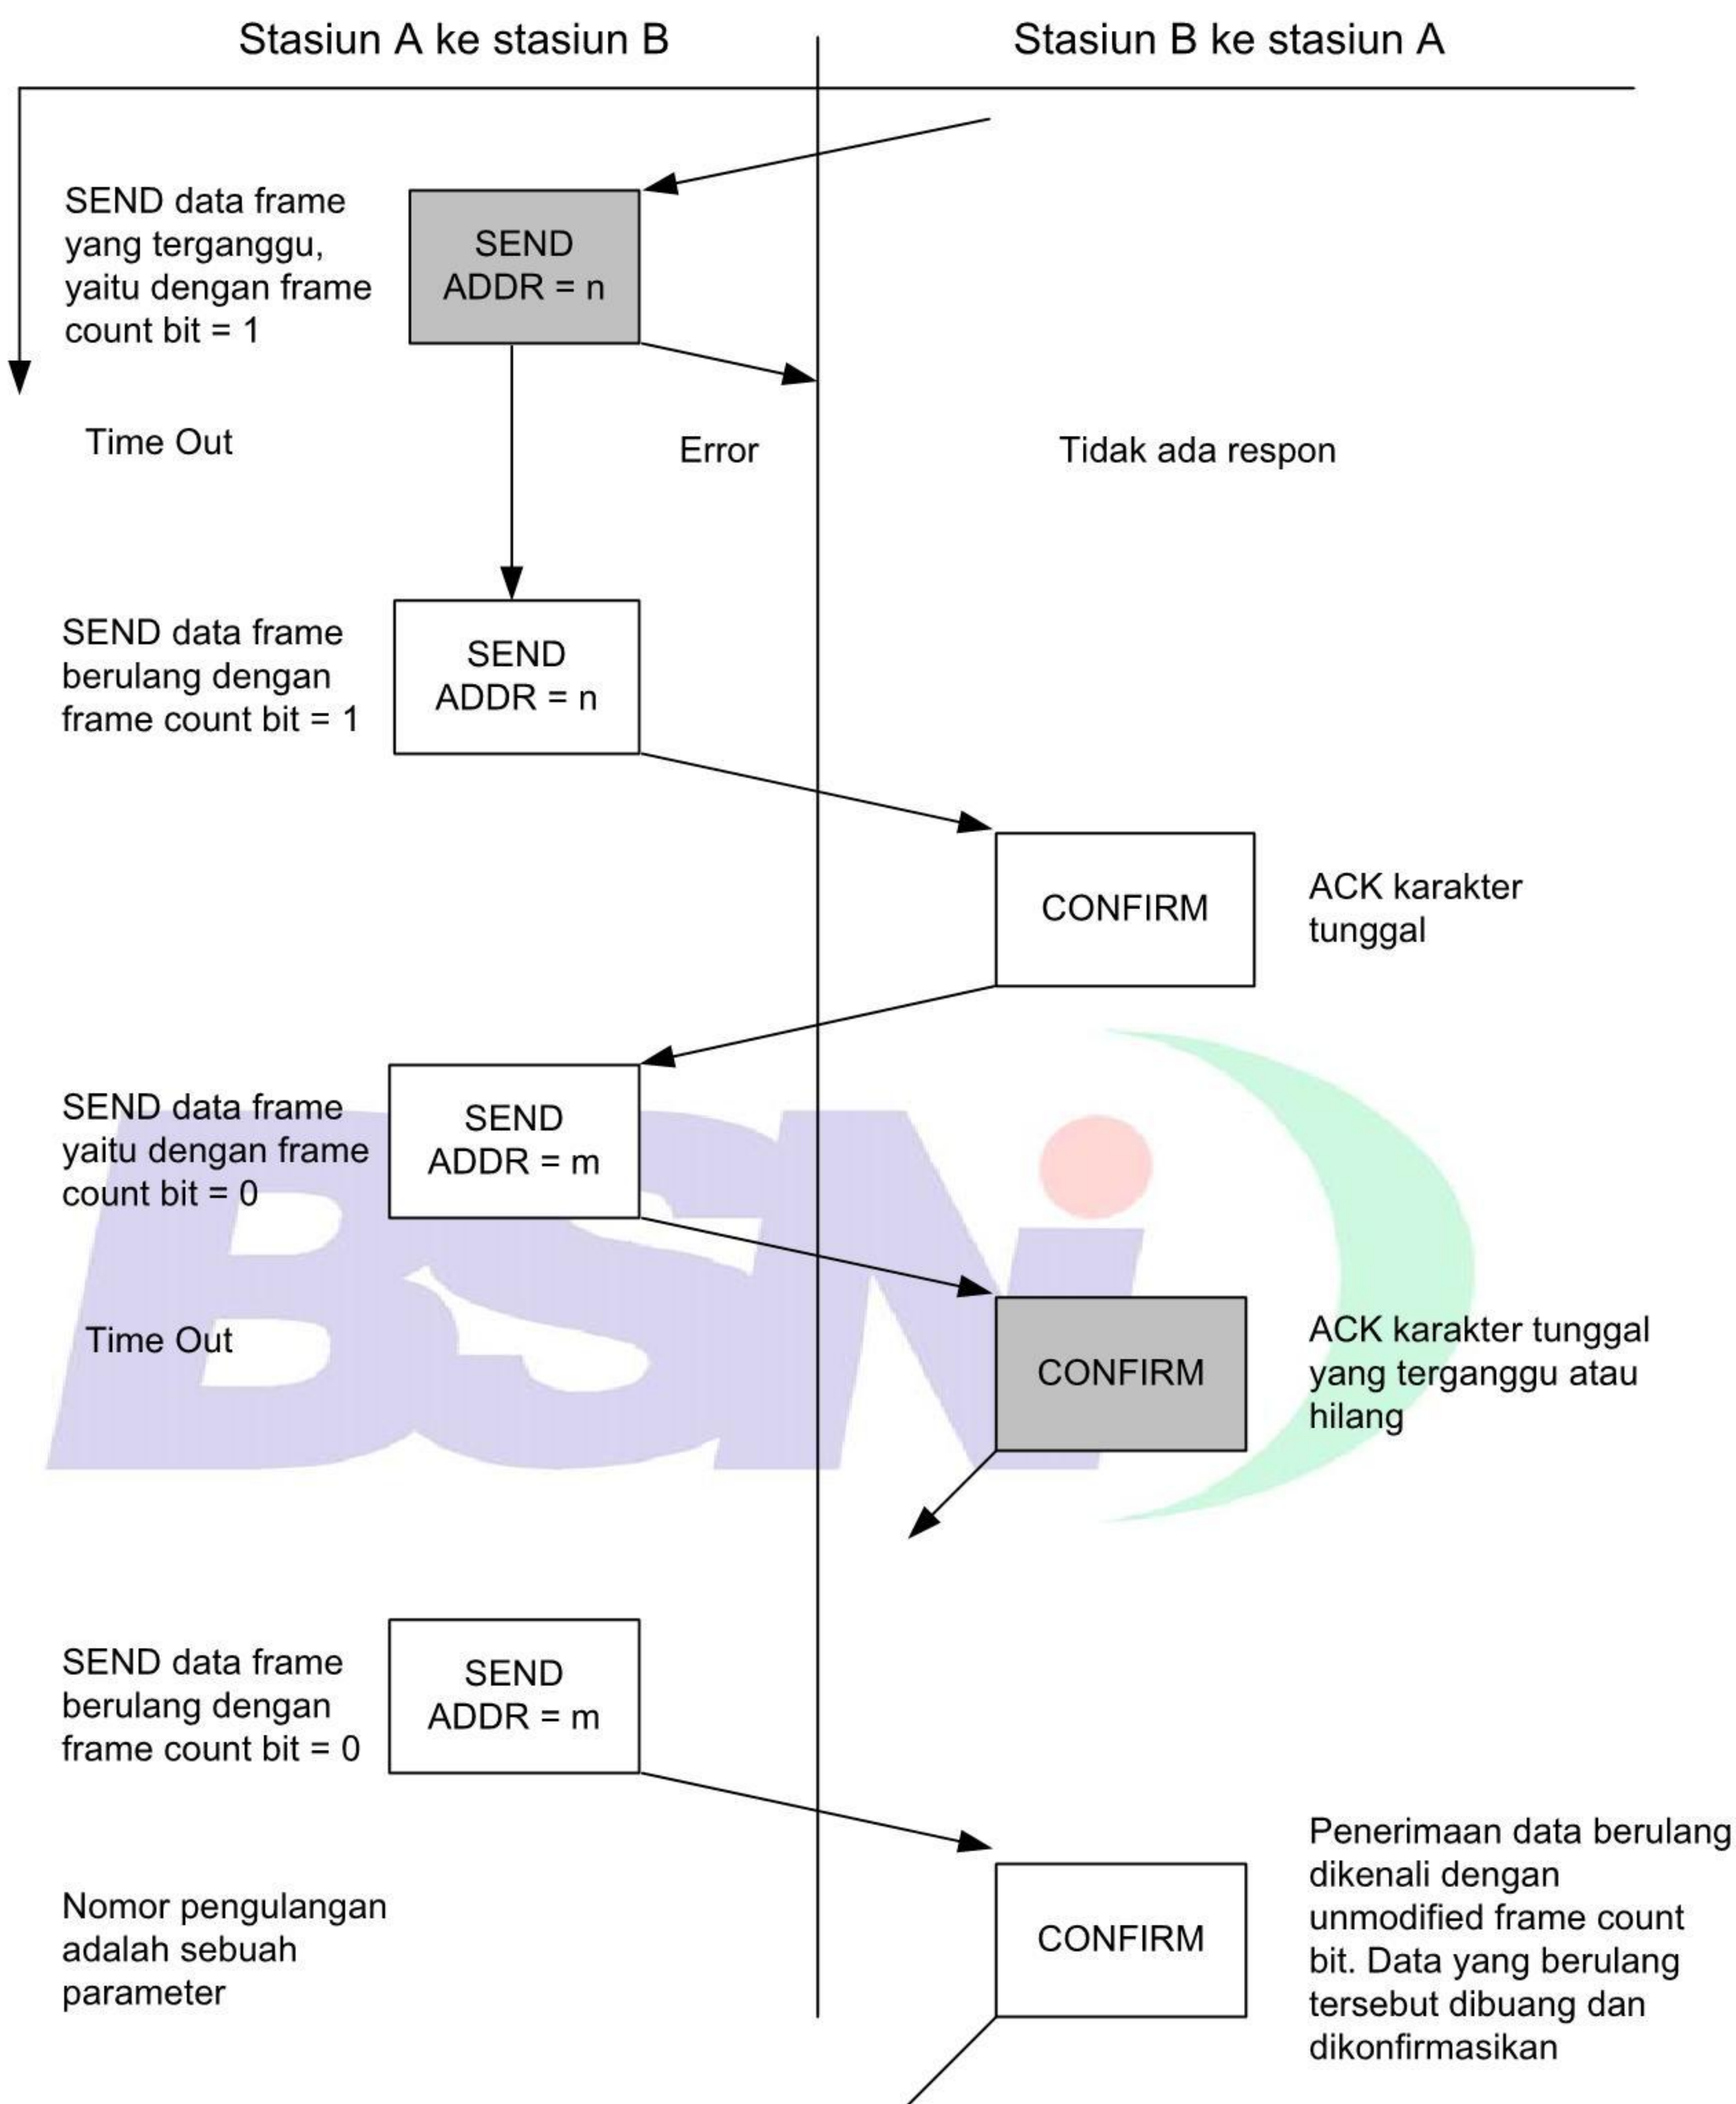 Stasiun A ke stasiun B
Stasiun B ke stasiun A
SEND data frame
yang terganggu,
yaitu dengan frame
count bit = 1
SEND
ADDR = n
Time Out
Error
Tidak ada respon
SEND data frame
berulang dengan
frame count bit = 1
SEND
ADDR = n
CONFIRM
ACK karakter
tunggal
SEND data frame
yaitu dengan frame
count bit = 0
SEND
ADDR = m
BSNi
Time Out
CONFIRM
ACK karakter tunggal
yang terganggu atau
hilang
SEND data frame
berulang dengan
frame count bit = 0
SEND
ADDR = m
Nomor pengulangan
adalah sebuah
parameter
CONFIRM
Penerimaan data berulang
dikenali dengan
unmodified frame count
bit. Data yang berulang
tersebut dibuang dan
dikonfirmasikan